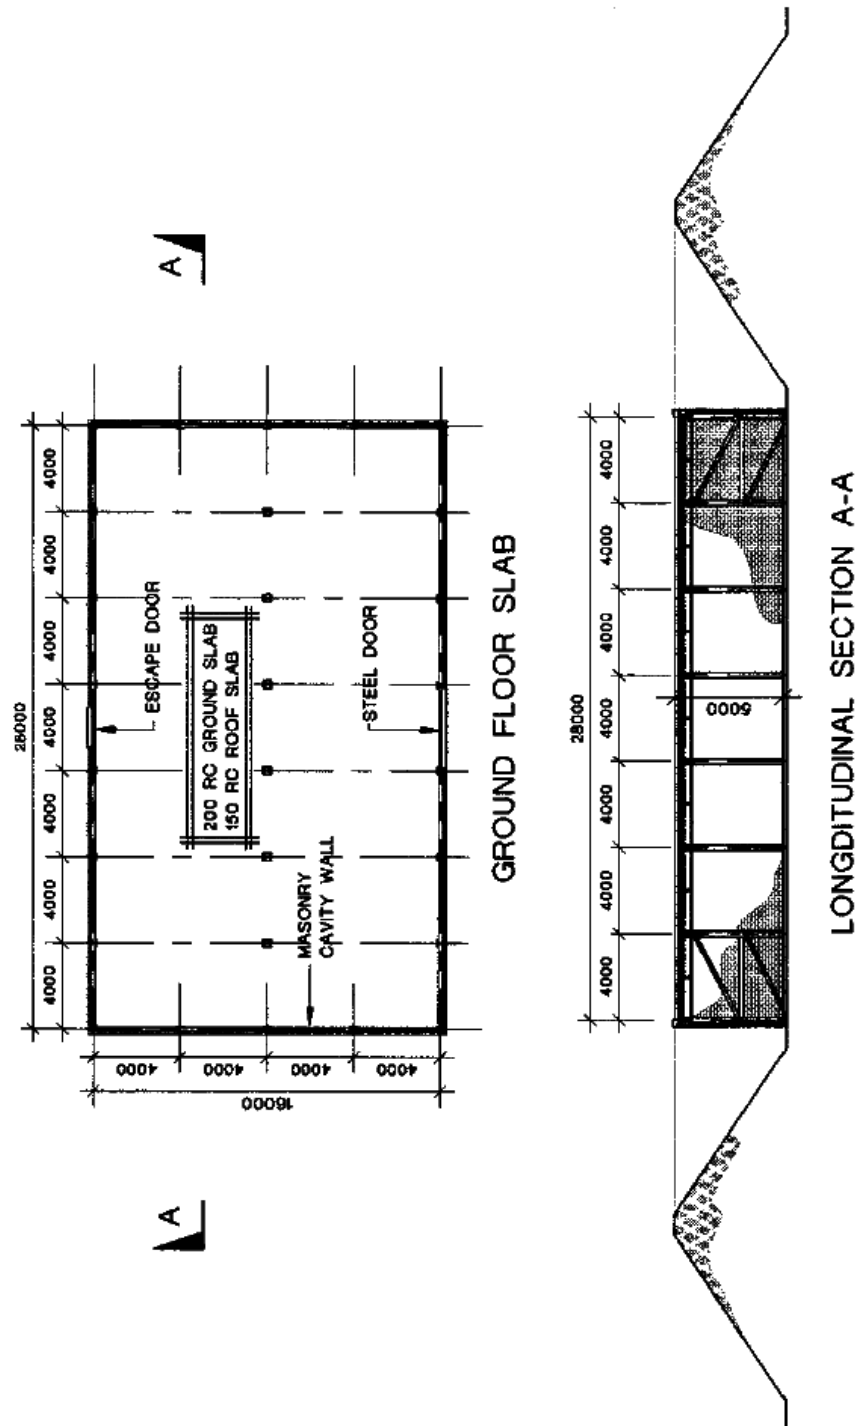 28000
4000 4000 4000 4000 4000 4000 4000
A
A
ESCAPE DOOR
200 RC GROUND SLAB
150 RC ROOF SLAB
MASONRY
CAVITY WALL
STEEL DOOR
16000
4000
4000
4000
4000
GROUND FLOOR SLAB
28000
4000 4000 4000 4000 4000 4000 4000
5000
LONGDITUDINAL SECTION A-A